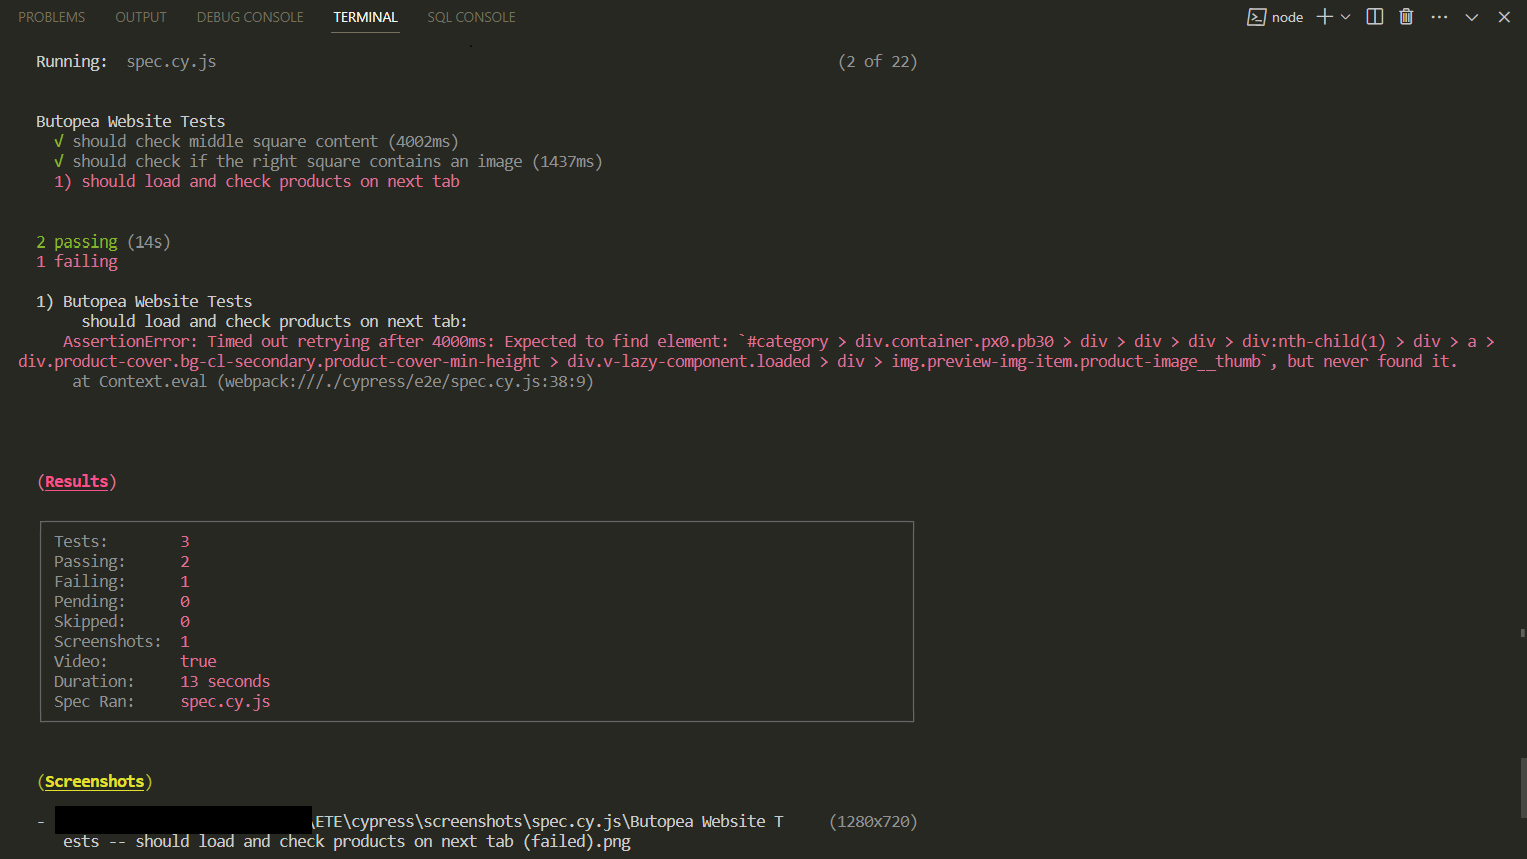 PROBLEMS OUTPUT DEBUG CONSOLE TERMINAL SQL CONSOLE node
Running: spec.cy.js (2 of 22)
Butopea Website Tests
√ should check middle square content (4002ms)
√ should check if the right square contains an image (1437ms)
1) should load and check products on next tab
2 passing (14s)
1 failing
1) Butopea Website Tests
should load and check products on next tab:
AssertionError: Timed out retrying after 4000ms: Expected to find element: `#category > div.container.px0.pb30 > div > div > div > div:nth-child(1) > div > a >
div.product-cover.bg-cl-secondary.product-cover-min-height > div.v-lazy-component.loaded > div > img.preview-img-item.product-image__thumb`, but never found it.
at Context.eval (webpack:///./cypress/e2e/spec.cy.js:38:9)
(Results)
Tests: 3
Passing: 2
Failing: 1
Pending: 0
Skipped: 0
Screenshots: 1
Video: true
Duration: 13 seconds
Spec Ran: spec.cy.js
(Screenshots)
- \ETE\cypress\screenshots\spec.cy.js\Butopea Website T (1280x720)
ests -- should load and check products on next tab (failed).png